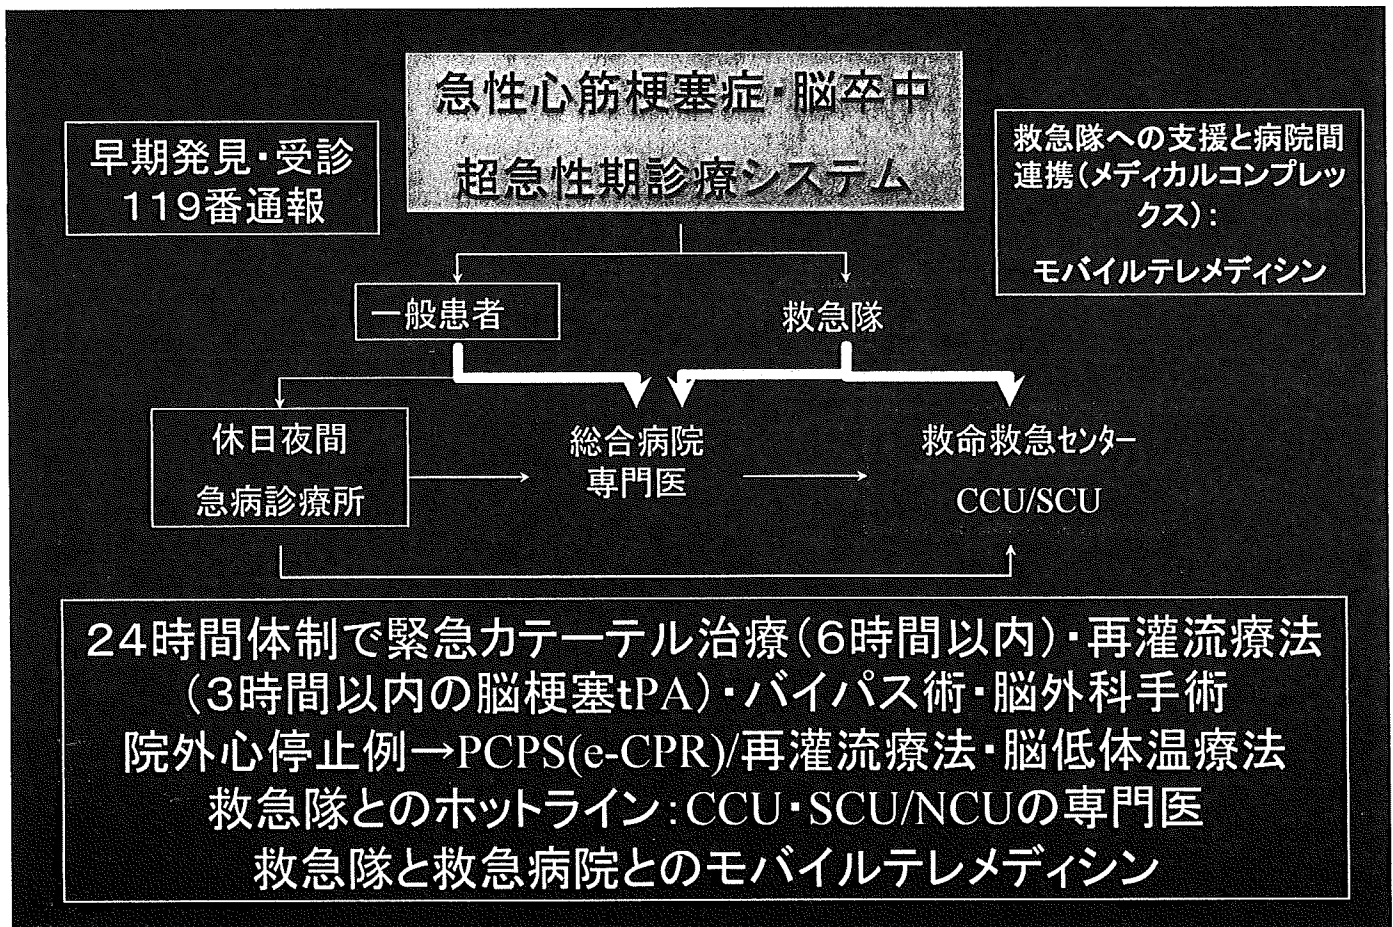 急性心筋梗塞症・脳卒中
超急性期診療システム
早期発見・受診
119番通報
救急隊への支援と病院間
連携(メディカルコンプレッ
クス):
モバイルテレメディシン
一般患者
救急隊
休日夜間
急病診療所
総合病院
専門医
救命救急センター
CCU/SCU
24時間体制で緊急カテーテル治療(6時間以内)・再灌流療法
(3時間以内の脳梗塞tPA)・バイパス術・脳外科手術
院外心停止例→PCPS(e-CPR)/再灌流療法・脳低体温療法
救急隊とのホットライン:CCU・SCU/NCUの専門医
救急隊と救急病院とのモバイルテレメディシン